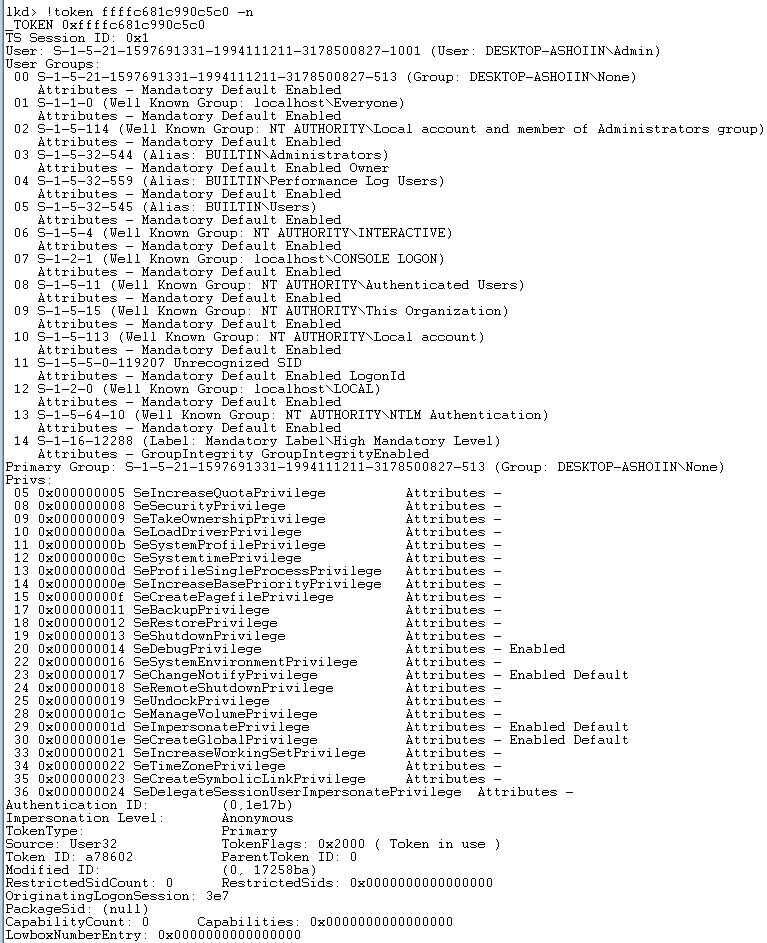 lkd> !token ffffc681c990c5c0 -n
_TOKEN 0xffffc681c990c5c0
TS Session ID: 0x1
User: S-1-5-21-1597691331-1994111211-3178500827-1001 (User: DESKTOP-ASHOIIN\Admin)
User Groups:
00 S-1-5-21-1597691331-1994111211-3178500827-513 (Group: DESKTOP-ASHOIIN\None)
Attributes - Mandatory Default Enabled
01 S-1-1-0 (Well Known Group: localhost\Everyone)
Attributes - Mandatory Default Enabled
02 S-1-5-114 (Well Known Group: NT AUTHORITY\Local account and member of Administrators group)
Attributes - Mandatory Default Enabled
03 S-1-5-32-544 (Alias: BUILTIN\Administrators)
Attributes - Mandatory Default Enabled Owner
04 S-1-5-32-559 (Alias: BUILTIN\Performance Log Users)
Attributes - Mandatory Default Enabled
05 S-1-5-32-545 (Alias: BUILTIN\Users)
Attributes - Mandatory Default Enabled
06 S-1-5-4 (Well Known Group: NT AUTHORITY\INTERACTIVE)
Attributes - Mandatory Default Enabled
07 S-1-2-1 (Well Known Group: localhost\CONSOLE LOGON)
Attributes - Mandatory Default Enabled
08 S-1-5-11 (Well Known Group: NT AUTHORITY\Authenticated Users)
Attributes - Mandatory Default Enabled
09 S-1-5-15 (Well Known Group: NT AUTHORITY\This Organization)
Attributes - Mandatory Default Enabled
10 S-1-5-113 (Well Known Group: NT AUTHORITY\Local account)
Attributes - Mandatory Default Enabled
11 S-1-5-5-0-119207 Unrecognized SID
Attributes - Mandatory Default Enabled LogonId
12 S-1-2-0 (Well Known Group: localhost\LOCAL)
Attributes - Mandatory Default Enabled
13 S-1-5-64-10 (Well Known Group: NT AUTHORITY\NTLM Authentication)
Attributes - Mandatory Default Enabled
14 S-1-16-12288 (Label: Mandatory Label\High Mandatory Level)
Attributes - GroupIntegrity GroupIntegrityEnabled
Primary Group: S-1-5-21-1597691331-1994111211-3178500827-513 (Group: DESKTOP-ASHOIIN\None)
Privs:
05 0x000000005 SeIncreaseQuotaPrivilege Attributes -
08 0x000000008 SeSecurityPrivilege Attributes -
09 0x000000009 SeTakeOwnershipPrivilege Attributes -
10 0x00000000a SeLoadDriverPrivilege Attributes -
11 0x00000000b SeSystemProfilePrivilege Attributes -
12 0x00000000c SeSystemtimePrivilege Attributes -
13 0x00000000d SeProfileSingleProcessPrivilege Attributes -
14 0x00000000e SeIncreaseBasePriorityPrivilege Attributes -
15 0x00000000f SeCreatePagefilePrivilege Attributes -
17 0x000000011 SeBackupPrivilege Attributes -
18 0x000000012 SeRestorePrivilege Attributes -
19 0x000000013 SeShutdownPrivilege Attributes -
20 0x000000014 SeDebugPrivilege Attributes - Enabled
22 0x000000016 SeSystemEnvironmentPrivilege Attributes -
23 0x000000017 SeChangeNotifyPrivilege Attributes - Enabled Default
24 0x000000018 SeRemoteShutdownPrivilege Attributes -
25 0x000000019 SeUndockPrivilege Attributes -
28 0x00000001c SeManageVolumePrivilege Attributes -
29 0x00000001d SeImpersonatePrivilege Attributes - Enabled Default
30 0x00000001e SeCreateGlobalPrivilege Attributes - Enabled Default
33 0x000000021 SeIncreaseWorkingSetPrivilege Attributes -
34 0x000000022 SeTimeZonePrivilege Attributes -
35 0x000000023 SeCreateSymbolicLinkPrivilege Attributes -
36 0x000000024 SeDelegateSessionUserImpersonatePrivilege Attributes -
Authentication ID: (0,1e17b)
Impersonation Level: Anonymous
TokenType: Primary
Source: User32 TokenFlags: 0x2000 ( Token in use )
Token ID: a78602 ParentToken ID: 0
Modified ID: (0, 17258ba)
RestrictedSidCount: 0 RestrictedSids: 0x0000000000000000
OriginatingLogonSession: 3e7
PackageSid: (null)
CapabilityCount: 0 Capabilities: 0x0000000000000000
LowboxNumberEntry: 0x0000000000000000